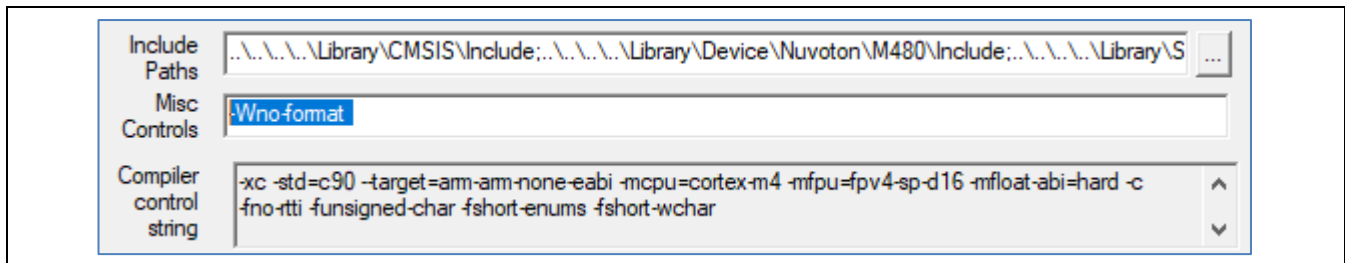 Include
Paths
..\..\..\..\Library\CMSIS\Include;..\..\..\..\Library\Device\Nuvoton\M480\Include;..\..\..\..\Library\S
...
Misc
Controls
-Wno-format
Compiler
control
string
-xc -std=c90 --target=arm-arm-none-eabi -mcpu=cortex-m4 -mfpu=fpv4-sp-d16 -mfloat-abi=hard -c
-fno-rtti -funsigned-char -fshort-enums -fshort-wchar